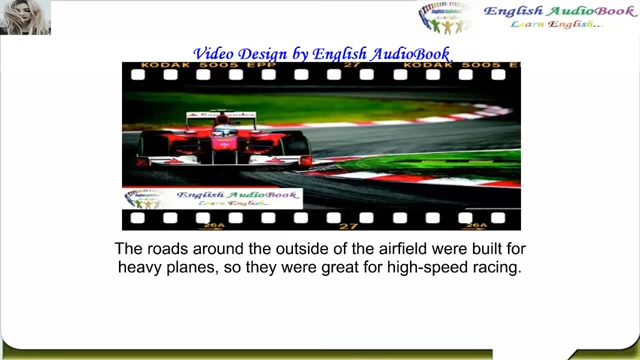 English AudioBook
Learn English...
Video Design by English AudioBook
KODAK 5005 EPP 27 KODAK 5005 E
Santander
English AudioBook
Learn English...
26A 27 26A
The roads around the outside of the airfield were built for
heavy planes, so they were great for high-speed racing.